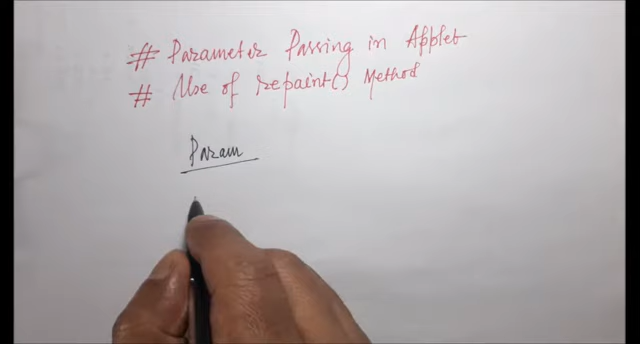 # Parameter Passing in Applet
# Use of repaint() Method
Param